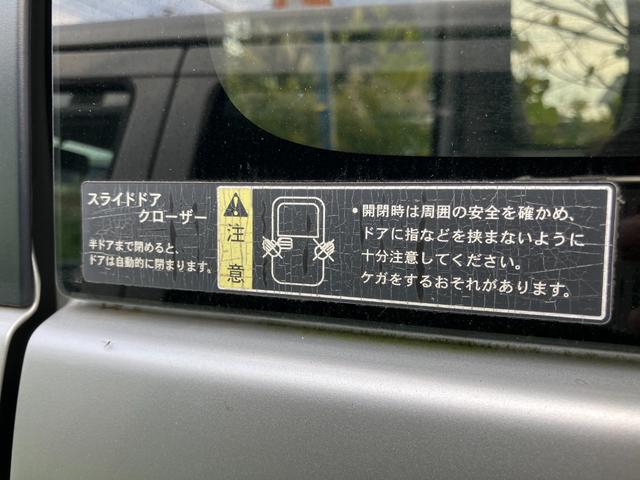 スライドドア
クローザー
半ドアまで閉めると、
ドアは自動的に閉まります。
注意
•開閉時は周囲の安全を確かめ、
ドアに指などを挟まないように
十分注意してください。
ケガをするおそれがあります。